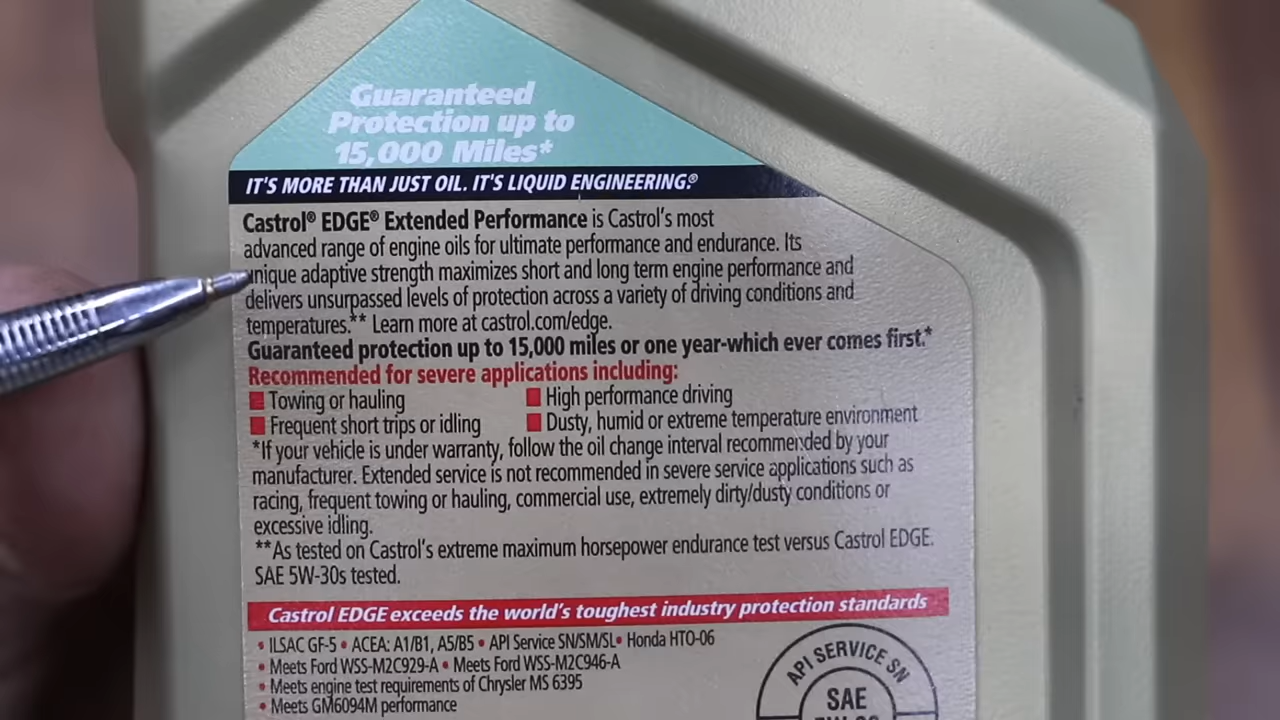 Guaranteed
Protection up to
15,000 Miles*
IT'S MORE THAN JUST OIL. IT'S LIQUID ENGINEERING.®
Castrol® EDGE® Extended Performance is Castrol's most
advanced range of engine oils for ultimate performance and endurance. Its
unique adaptive strength maximizes short and long term engine performance and
delivers unsurpassed levels of protection across a variety of driving conditions and
temperatures.** Learn more at castrol.com/edge.
Guaranteed protection up to 15,000 miles or one year-which ever comes first.*
Recommended for severe applications including:
Towing or hauling
High performance driving
Frequent short trips or idling
Dusty, humid or extreme temperature environment
*If your vehicle is under warranty, follow the oil change interval recommended by your
manufacturer. Extended service is not recommended in severe service applications such as
racing, frequent towing or hauling, commercial use, extremely dirty/dusty conditions or
excessive idling.
**As tested on Castrol's extreme maximum horsepower endurance test versus Castrol EDGE.
SAE 5W-30s tested.
Castrol EDGE exceeds the world's toughest industry protection standards
• ILSAC GF-5 • ACEA: A1/B1, A5/B5 • API Service SN/SM/SL • Honda HTO-06
• Meets Ford WSS-M2C929-A • Meets Ford WSS-M2C946-A
• Meets engine test requirements of Chrysler MS 6395
• Meets GM6094M performance
API SERVICE SN
SAE